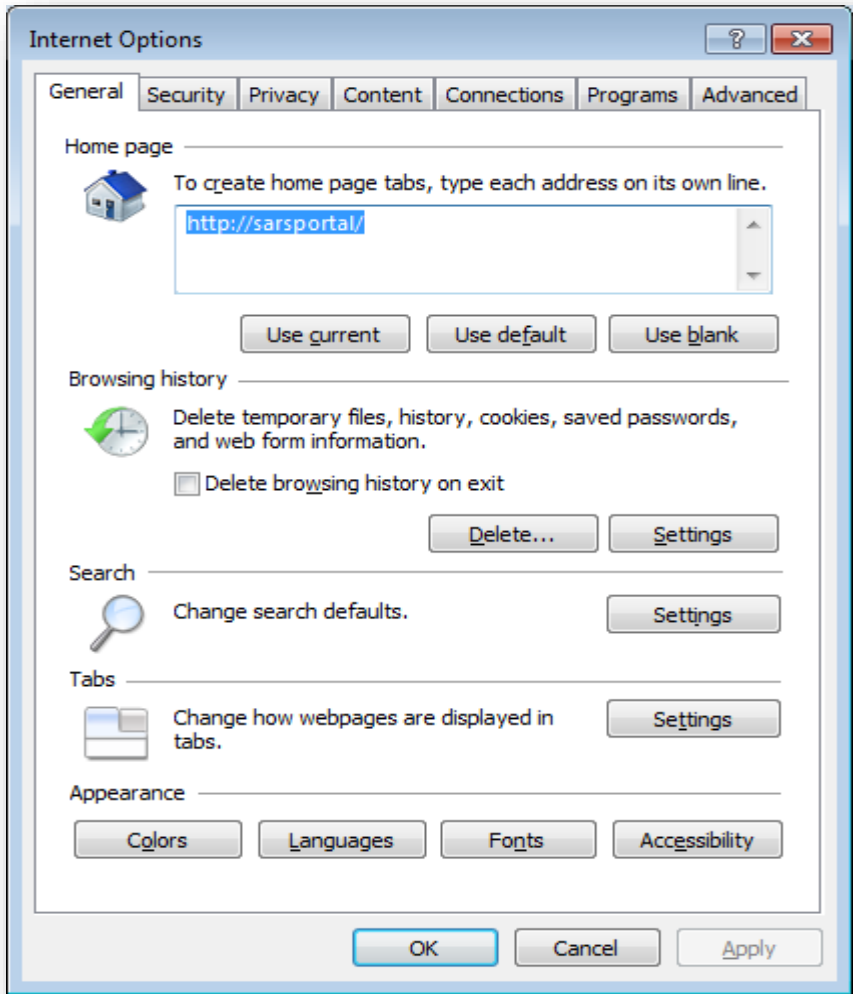 Internet Options
General Security Privacy Content Connections Programs Advanced
Home page
To create home page tabs, type each address on its own line.
http://sarsportal/
Use current Use default Use blank
Browsing history
Delete temporary files, history, cookies, saved passwords,
and web form information.
Delete browsing history on exit
Delete... Settings
Search
Change search defaults. Settings
Tabs
Change how webpages are displayed in Settings
tabs.
Appearance
Colors Languages Fonts Accessibility
OK Cancel Apply